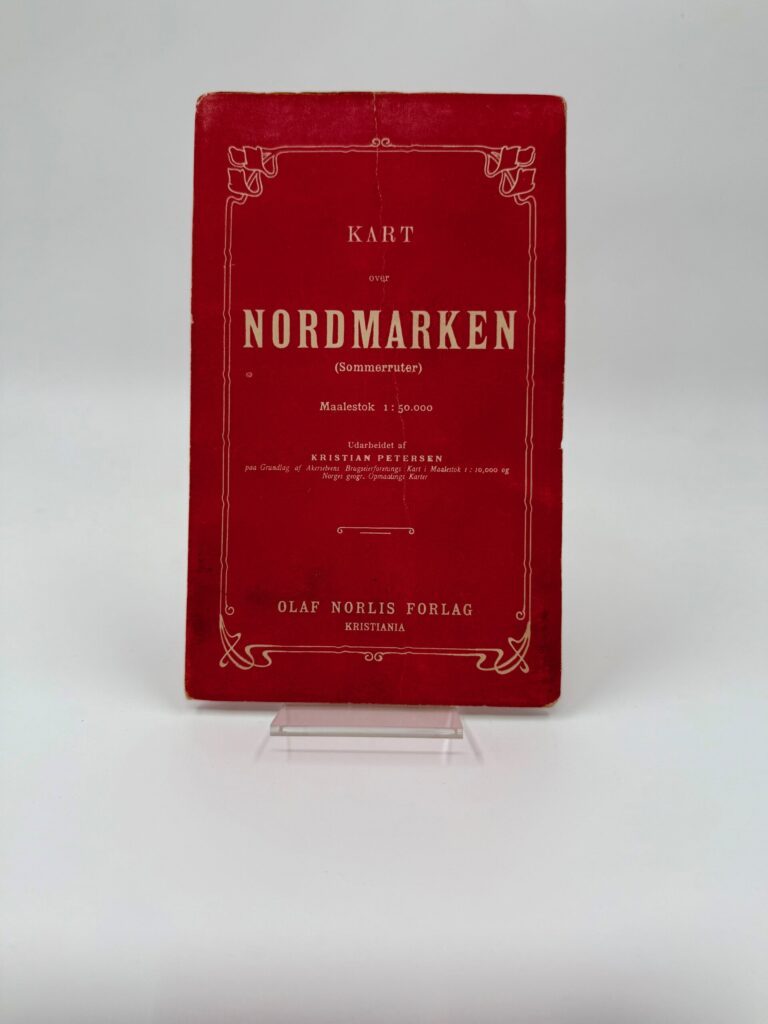 KART
over
NORDMARKEN
(Sommerruter)
Maalestok 1 : 50.000
Udarbeidet af
KRISTIAN PETERSEN
paa Grundlag af Akerselvens Brugseierforenings Kart i Maalestok 1 : 10,000 og
Norges geogr. Opmaalings Karter
OLAF NORLIS FORLAG
KRISTIANIA